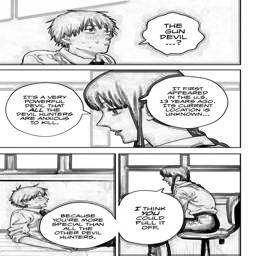 THE
GUN
DEVIL
...?
IT FIRST
APPEARED
IN THE U.S.
13 YEARS AGO.
ITS CURRENT
LOCATION IS
UNKNOWN...
IT'S A VERY
POWERFUL
DEVIL THAT
ALL THE
DEVIL HUNTERS
ARE ANXIOUS
TO KILL.
I THINK
YOU
COULD
PULL IT
OFF.
BECAUSE
YOU'RE MORE
SPECIAL THAN
ALL THE
OTHER DEVIL
HUNTERS.